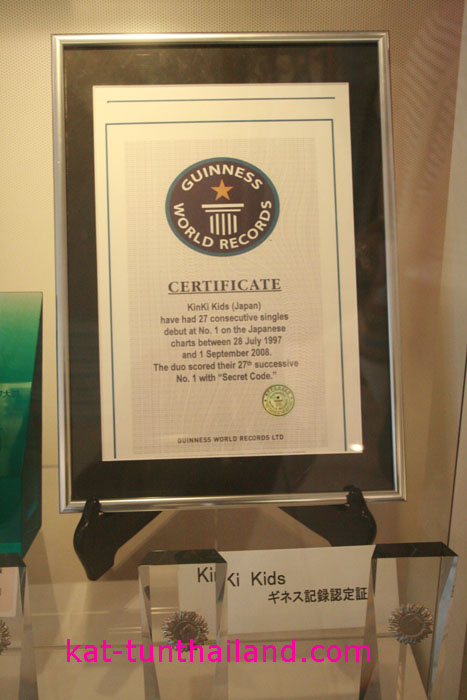 GUINNESS
WORLD RECORDS
CERTIFICATE
KinKi Kids (Japan)
have had 27 consecutive singles
debut at No. 1 on the Japanese
charts between 28 July 1997
and 1 September 2008.
The duo scored their 27th successive
No. 1 with “Secret Code.”
GUINNESS WORLD RECORDS LTD
KinKi Kids
ギネス記録認定証
kat-tunthailand.com